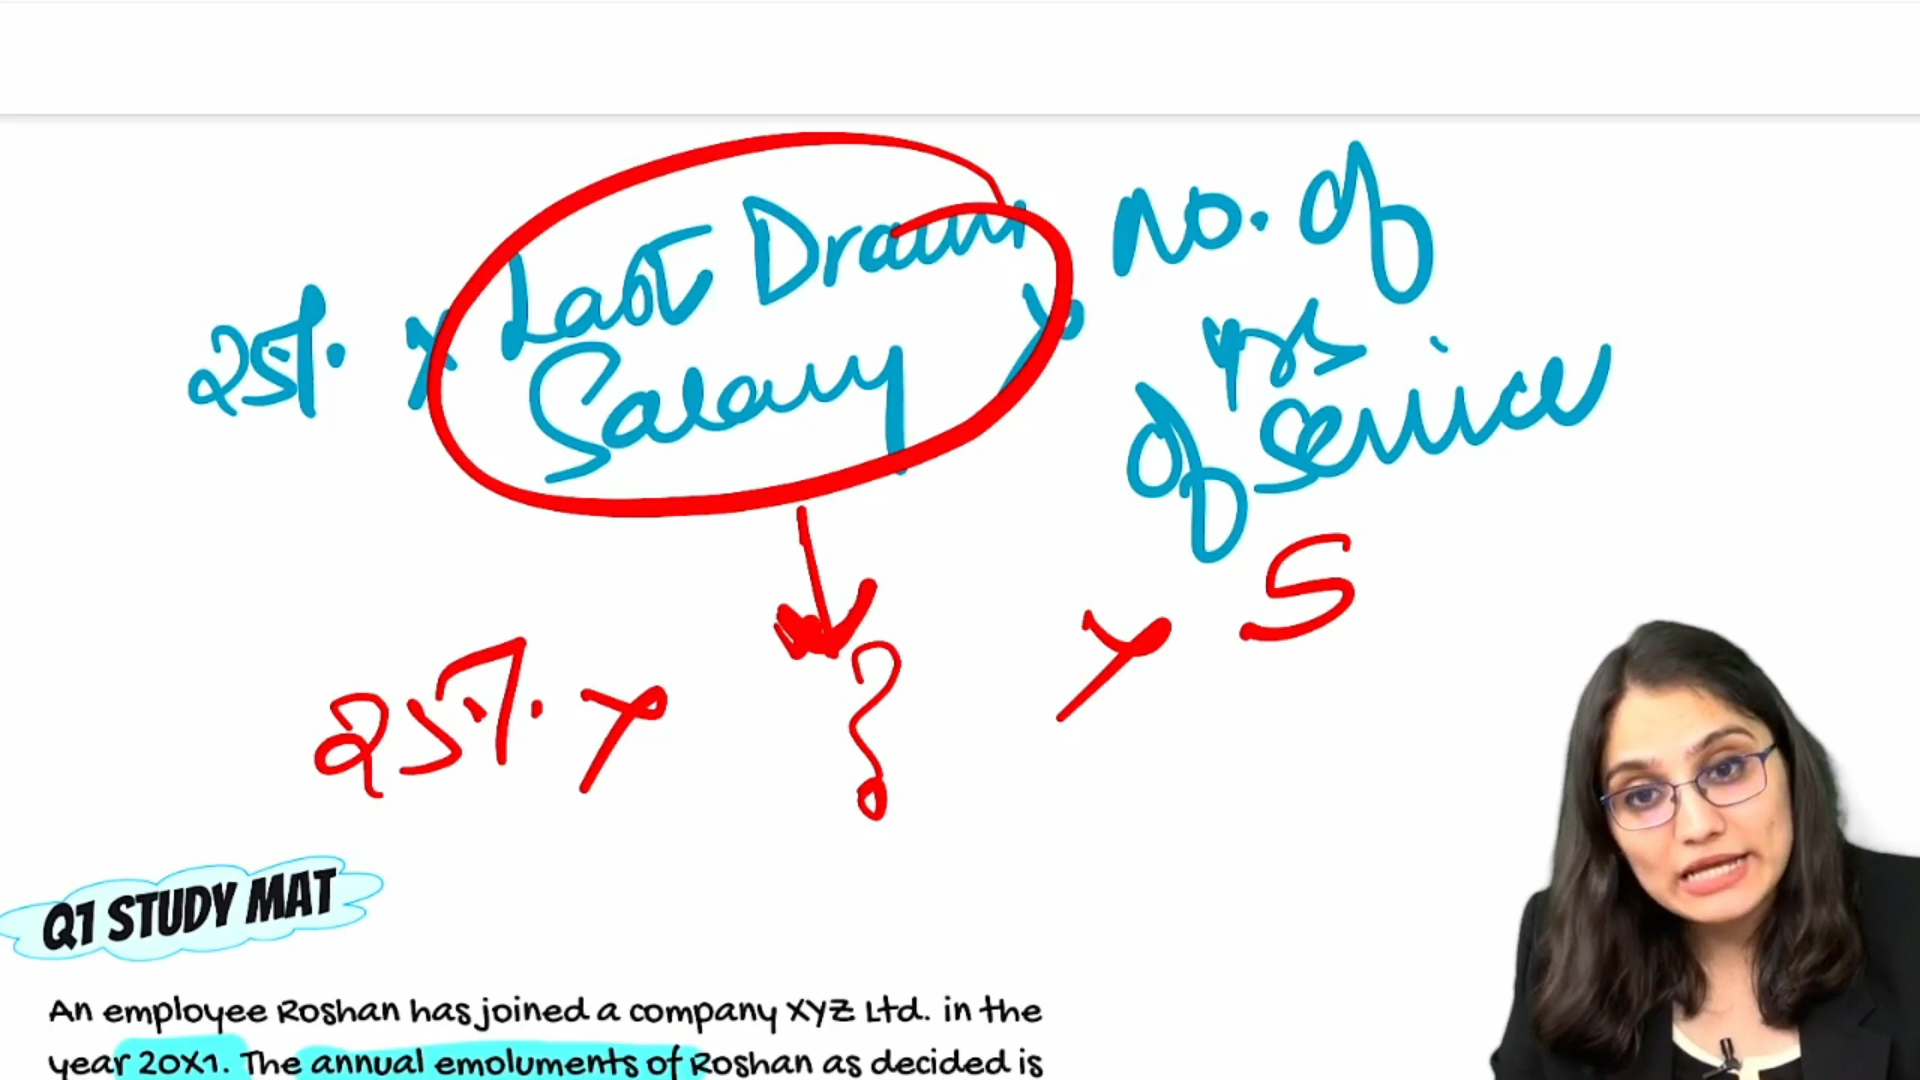 25% x Last Drawn x no. of
Salary yrs
of service
25% x ? x 5
Q1 STUDY MAT
An employee Roshan has joined a company XYZ Ltd. in the
year 20X1. The annual emoluments of Roshan as decided is